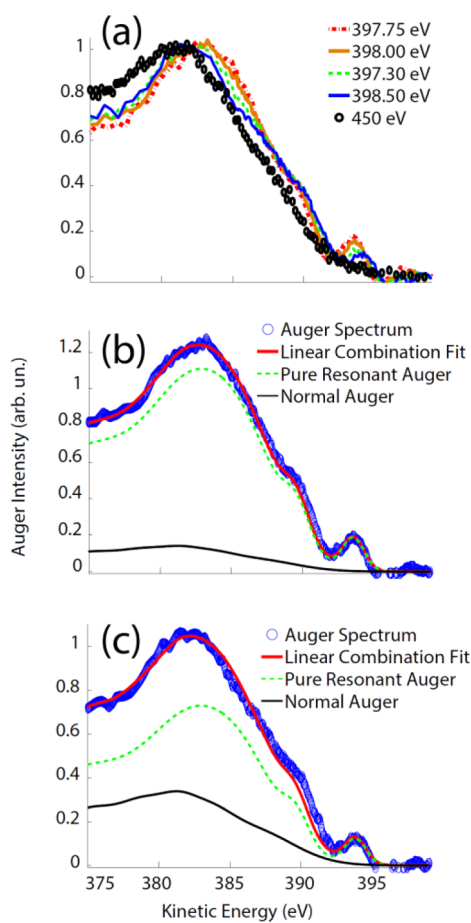 (a)
397.75 eV
398.00 eV
397.30 eV
398.50 eV
450 eV
1
0.8
0.6
0.4
0.2
0
(b)
Auger Spectrum
Linear Combination Fit
Pure Resonant Auger
Normal Auger
1.2
1
0.8
0.6
0.4
0.2
0
Auger Intensity (arb. un.)
(c)
Auger Spectrum
Linear Combination Fit
Pure Resonant Auger
Normal Auger
1
0.8
0.6
0.4
0.2
0
375 380 385 390 395
Kinetic Energy (eV)